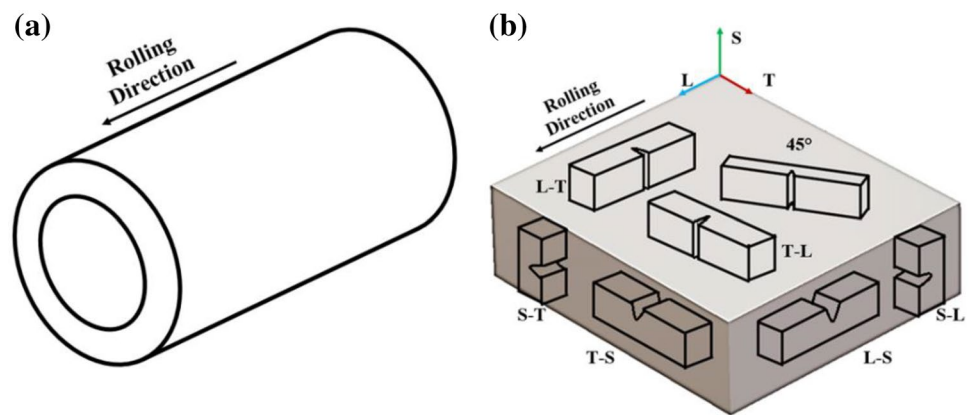 (a)
Rolling
Direction
(b)
S
L
T
Rolling
Direction
45°
L-T
T-L
S-T
S-L
T-S
L-S